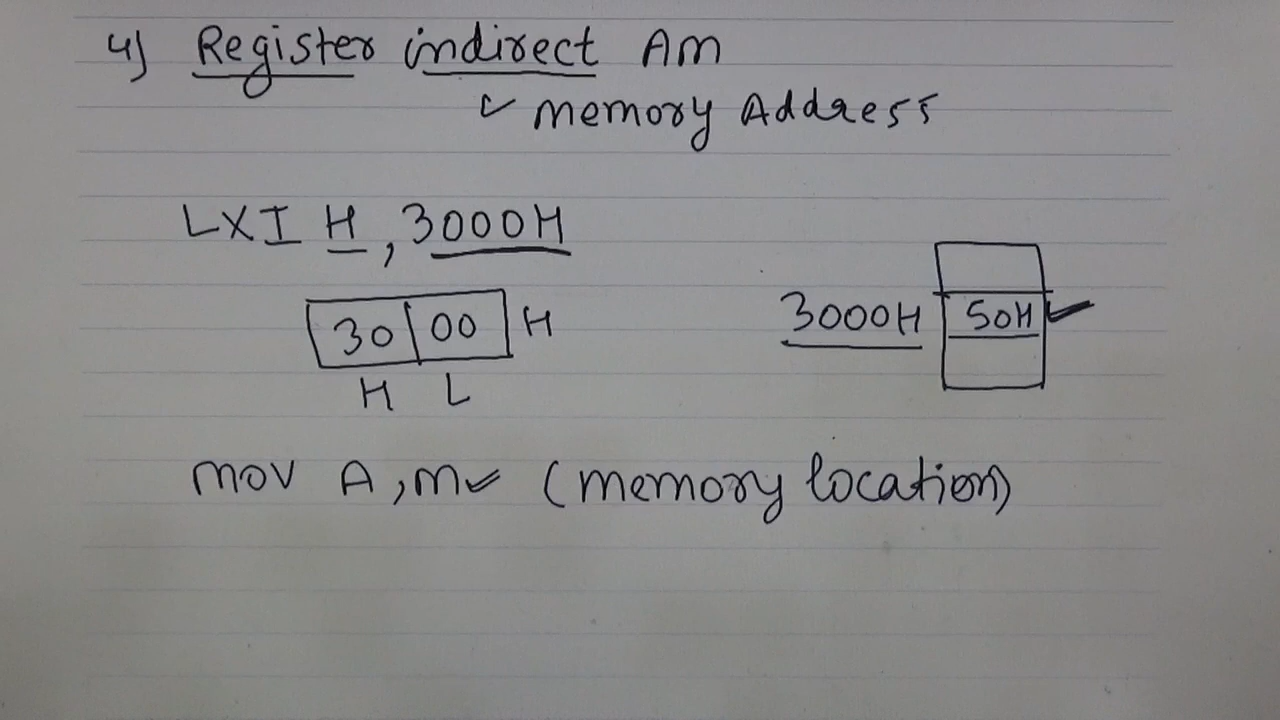 4) Register indirect AM
✓ memory Address
LXI H, 3000H
30 00 H
H L
3000H 50H ✓
mov A, m ✓ (memory location)